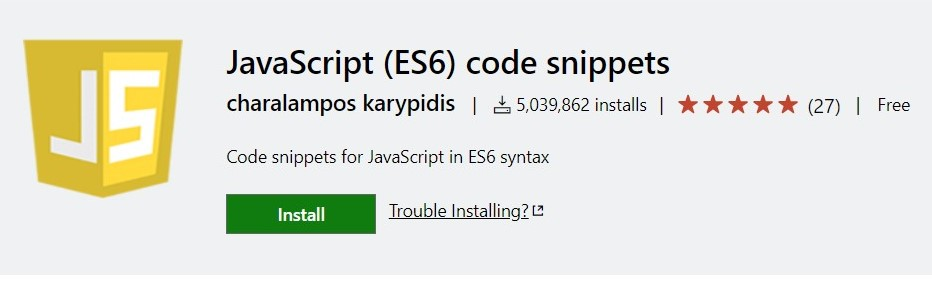 JS
JavaScript (ES6) code snippets
charalampos karypidis | 5,039,862 installs | (27) | Free
Code snippets for JavaScript in ES6 syntax
Install Trouble Installing?